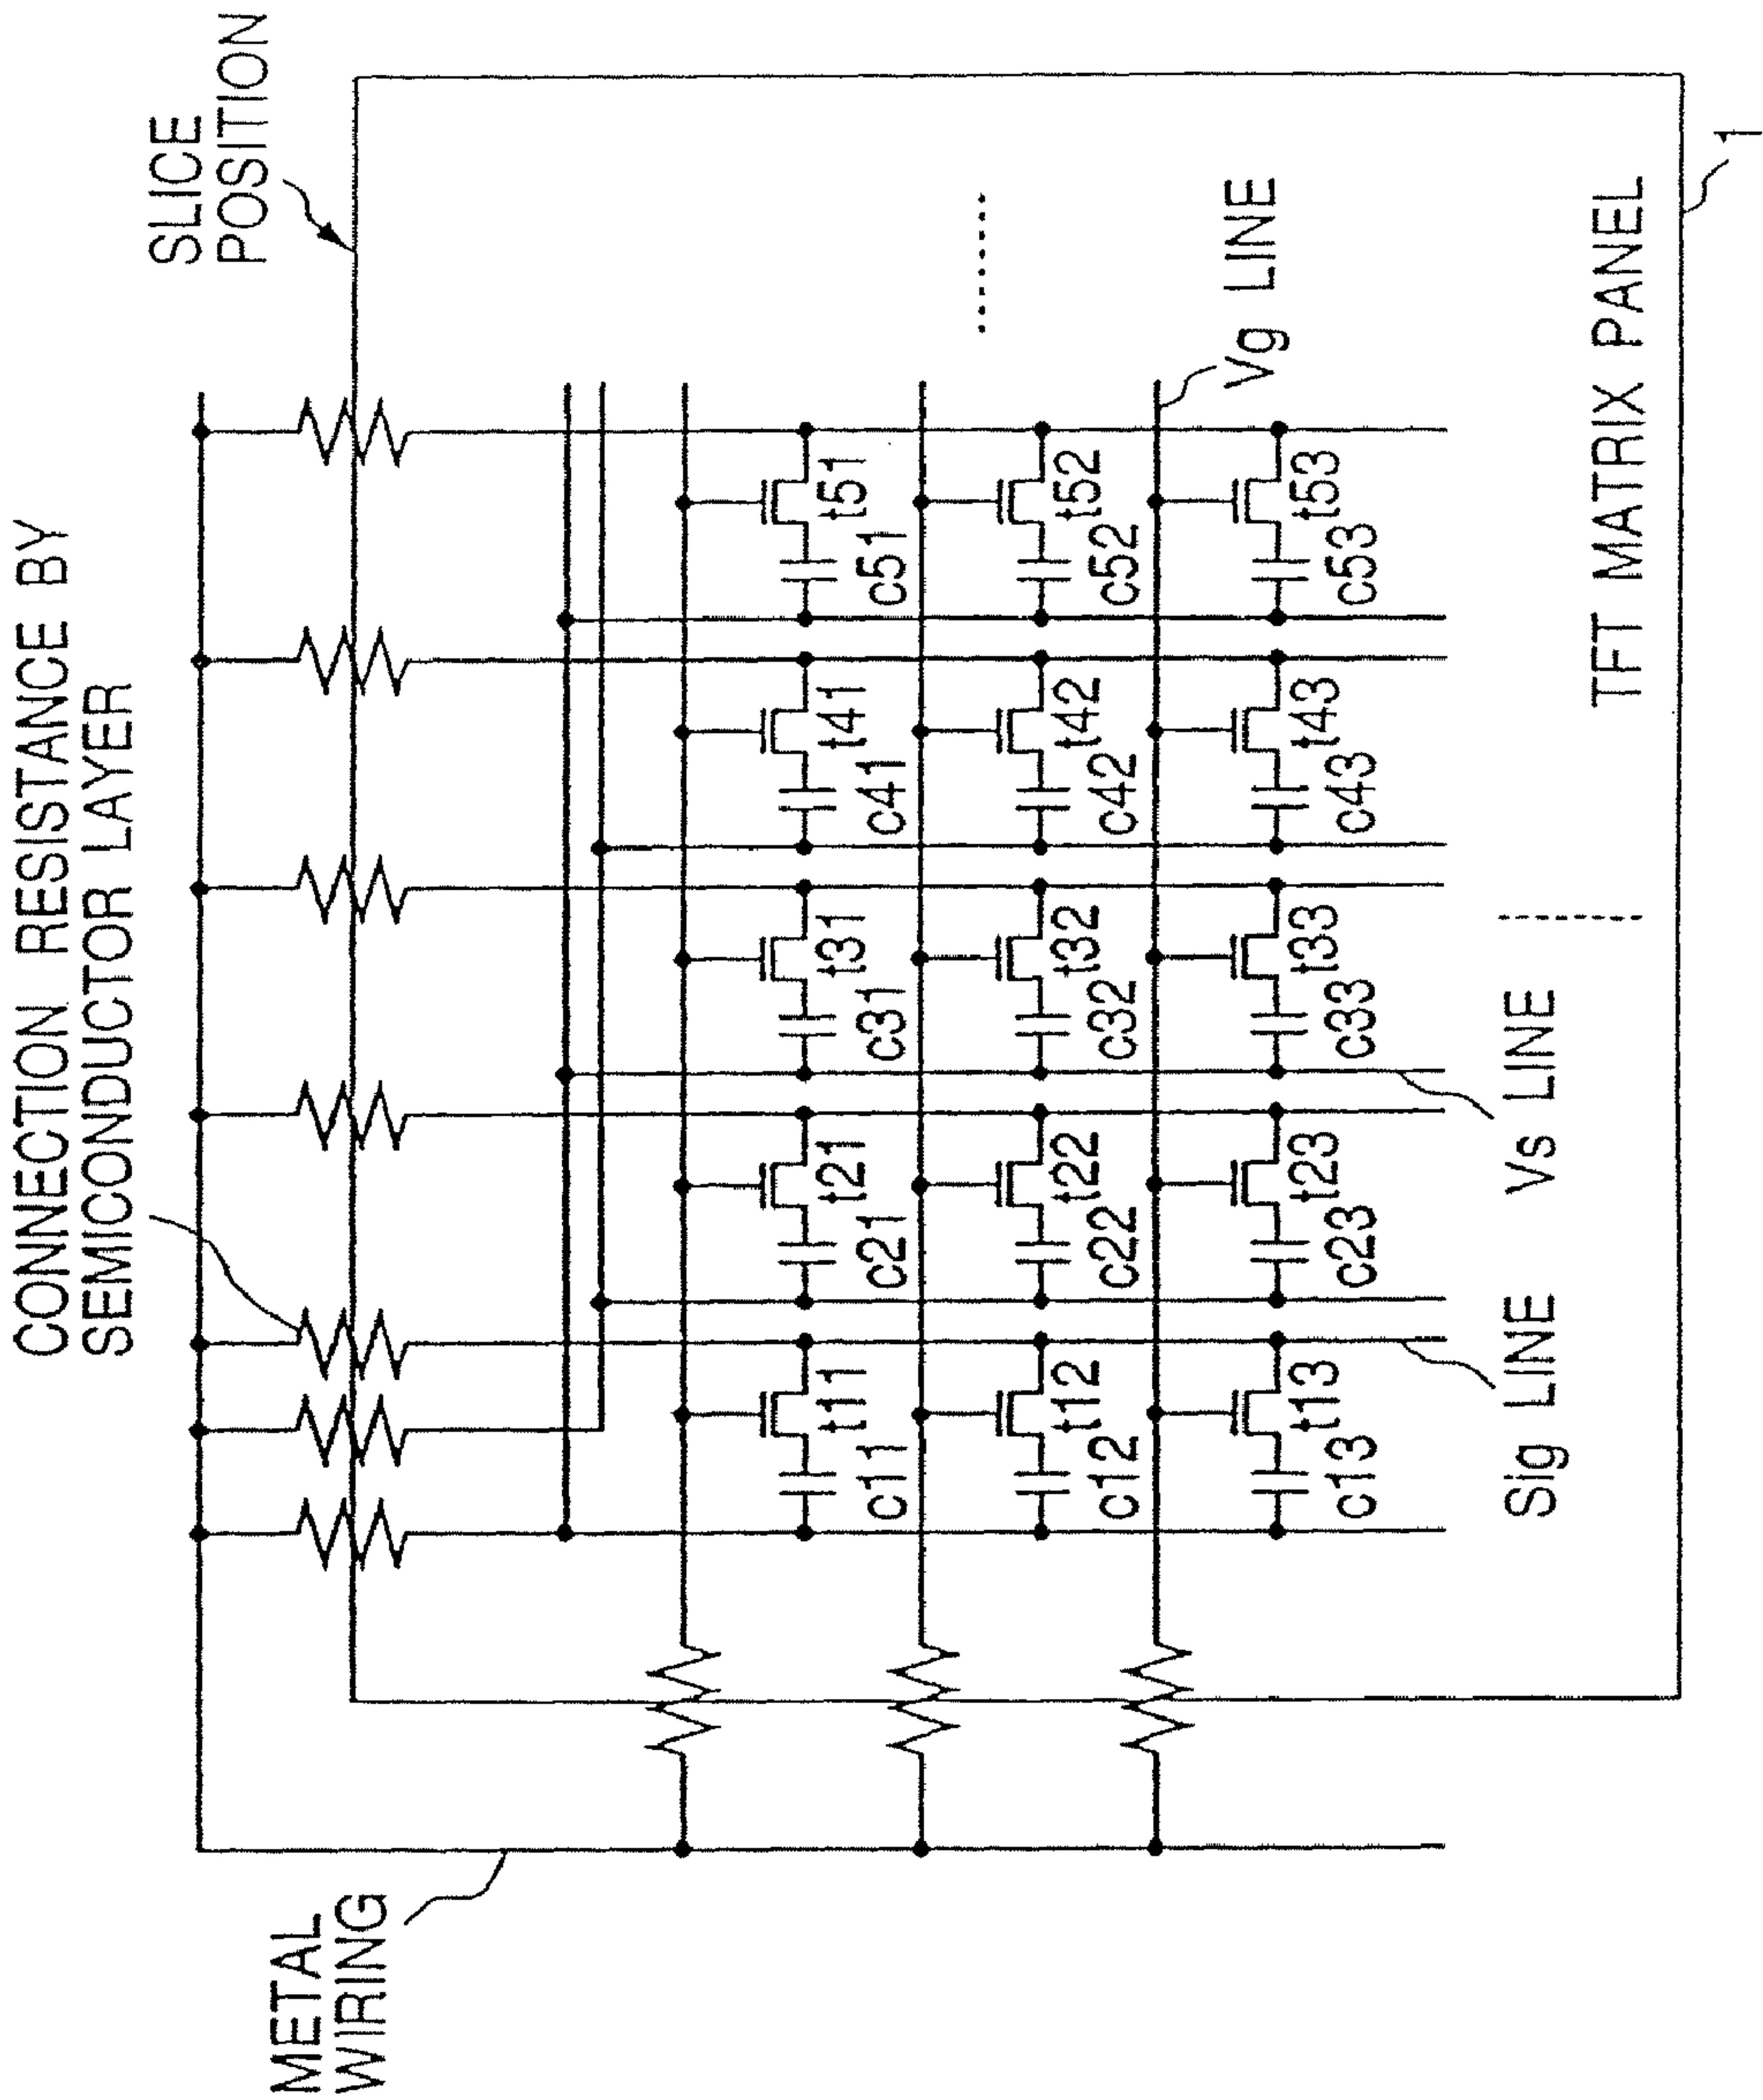 CONNECTION RESISTANCE BY
SEMICONDUCTOR LAYER
SLICE
POSITION
METAL
WIRING
t11
t21
t31
t41
t51
c11
c21
c31
c41
c51
t12
t22
t32
t42
t52
c12
c22
c32
c42
c52
Vg LINE
t13
t23
t33
t43
t53
c13
c23
c33
c43
c53
Sig LINE
Vs LINE
TFT MATRIX PANEL
1